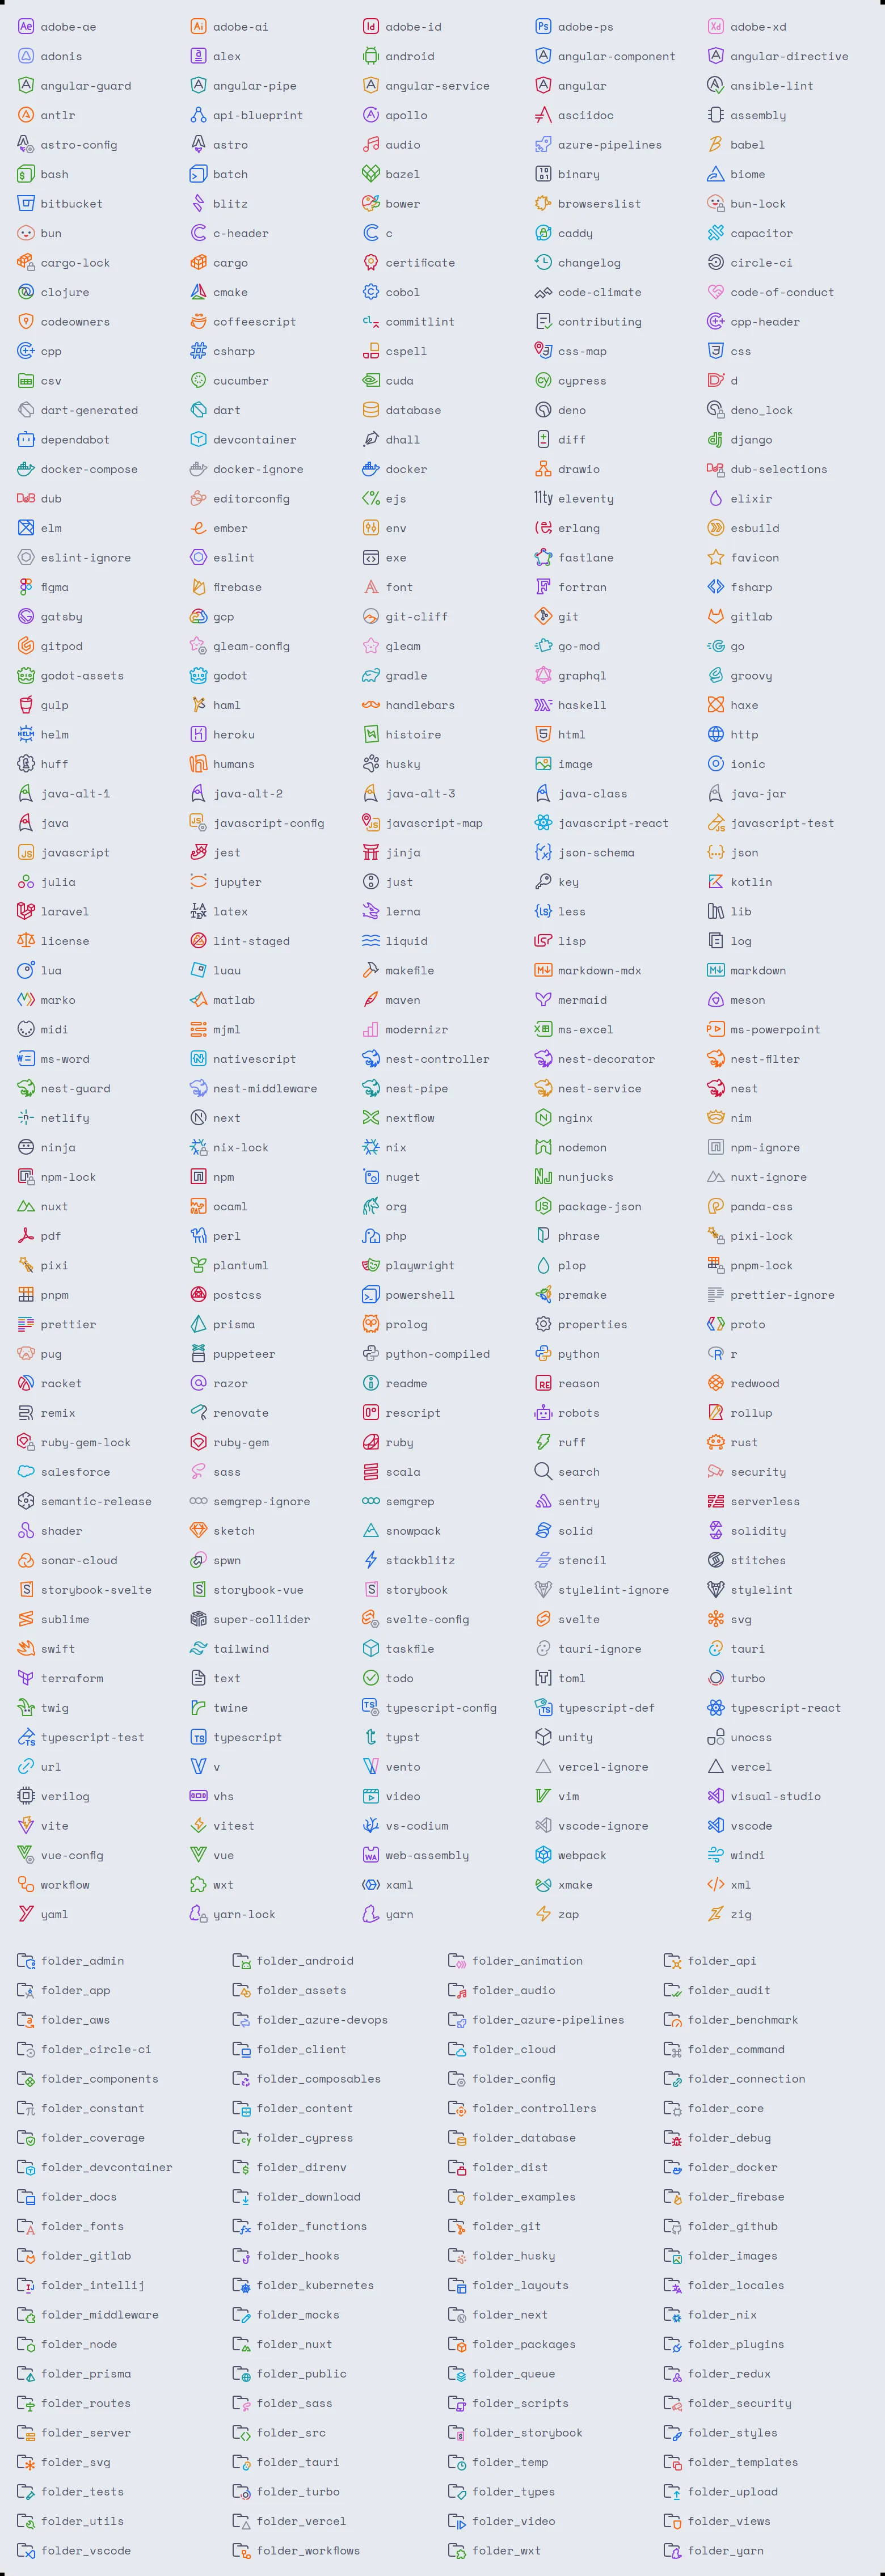 adobe-ae adobe-ai adobe-id adobe-ps adobe-xd
adonis alex android angular-component angular-directive
angular-guard angular-pipe angular-service angular ansible-lint
antlr api-blueprint apollo asciidoc assembly
astro-config astro audio azure-pipelines babel
bash batch bazel binary biome
bitbucket blitz bower browserslist bun-lock
bun c-header c caddy capacitor
cargo-lock cargo certificate changelog circle-ci
clojure cmake cobol code-climate code-of-conduct
codeowners coffeescript commitlint contributing cpp-header
cpp csharp cspell css-map css
csv cucumber cuda cypress d
dart-generated dart database deno deno_lock
dependabot devcontainer dhall diff django
docker-compose docker-ignore docker drawio dub-selections
dub editorconfig ejs eleventy elixir
elm ember env erlang esbuild
eslint-ignore eslint exe fastlane favicon
figma firebase font fortran fsharp
gatsby gcp git-cliff git gitlab
gitpod gleam-config gleam go-mod go
godot-assets godot gradle graphql groovy
gulp haml handlebars haskell haxe
helm heroku histoire html http
huff humans husky image ionic
java-alt-1 java-alt-2 java-alt-3 java-class java-jar
java javascript-config javascript-map javascript-react javascript-test
javascript jest jinja json-schema json
julia jupyter just key kotlin
laravel latex lerna less lib
license lint-staged liquid lisp log
lua luau makefile markdown-mdx markdown
marko matlab maven mermaid meson
midi mjml modernizr ms-excel ms-powerpoint
ms-word nativescript nest-controller nest-decorator nest-filter
nest-guard nest-middleware nest-pipe nest-service nest
netlify next nextflow nginx nim
ninja nix-lock nix nodemon npm-ignore
npm-lock npm nuget nunjucks nuxt-ignore
nuxt ocaml org package-json panda-css
pdf perl php phrase pixi-lock
pixi plantuml playwright plop pnpm-lock
pnpm postcss powershell premake prettier-ignore
prettier prisma prolog properties proto
pug puppeteer python-compiled python r
racket razor readme reason redwood
remix renovate rescript robots rollup
ruby-gem-lock ruby-gem ruby ruff rust
salesforce sass scala search security
semantic-release semgrep-ignore semgrep sentry serverless
shader sketch snowpack solid solidity
sonar-cloud spwn stackblitz stencil stitches
storybook-svelte storybook-vue storybook stylelint-ignore stylelint
sublime super-collider svelte-config svelte svg
swift tailwind taskfile tauri-ignore tauri
terraform text todo toml turbo
twig twine typescript-config typescript-def typescript-react
typescript-test typescript typst unity unocss
url v vento vercel-ignore vercel
verilog vhs video vim visual-studio
vite vitest vs-codium vscode-ignore vscode
vue-config vue web-assembly webpack windi
workflow wxt xaml xmake xml
yaml yarn-lock yarn zap zig
folder_admin folder_android folder_animation folder_api
folder_app folder_assets folder_audio folder_audit
folder_aws folder_azure-devops folder_azure-pipelines folder_benchmark
folder_circle-ci folder_client folder_cloud folder_command
folder_components folder_composables folder_config folder_connection
folder_constant folder_content folder_controllers folder_core
folder_coverage folder_cypress folder_database folder_debug
folder_devcontainer folder_direnv folder_dist folder_docker
folder_docs folder_download folder_examples folder_firebase
folder_fonts folder_functions folder_git folder_github
folder_gitlab folder_hooks folder_husky folder_images
folder_intellij folder_kubernetes folder_layouts folder_locales
folder_middleware folder_mocks folder_next folder_nix
folder_node folder_nuxt folder_packages folder_plugins
folder_prisma folder_public folder_queue folder_redux
folder_routes folder_sass folder_scripts folder_security
folder_server folder_src folder_storybook folder_styles
folder_svg folder_tauri folder_temp folder_templates
folder_tests folder_turbo folder_types folder_upload
folder_utils folder_vercel folder_video folder_views
folder_vscode folder_workflows folder_wxt folder_yarn